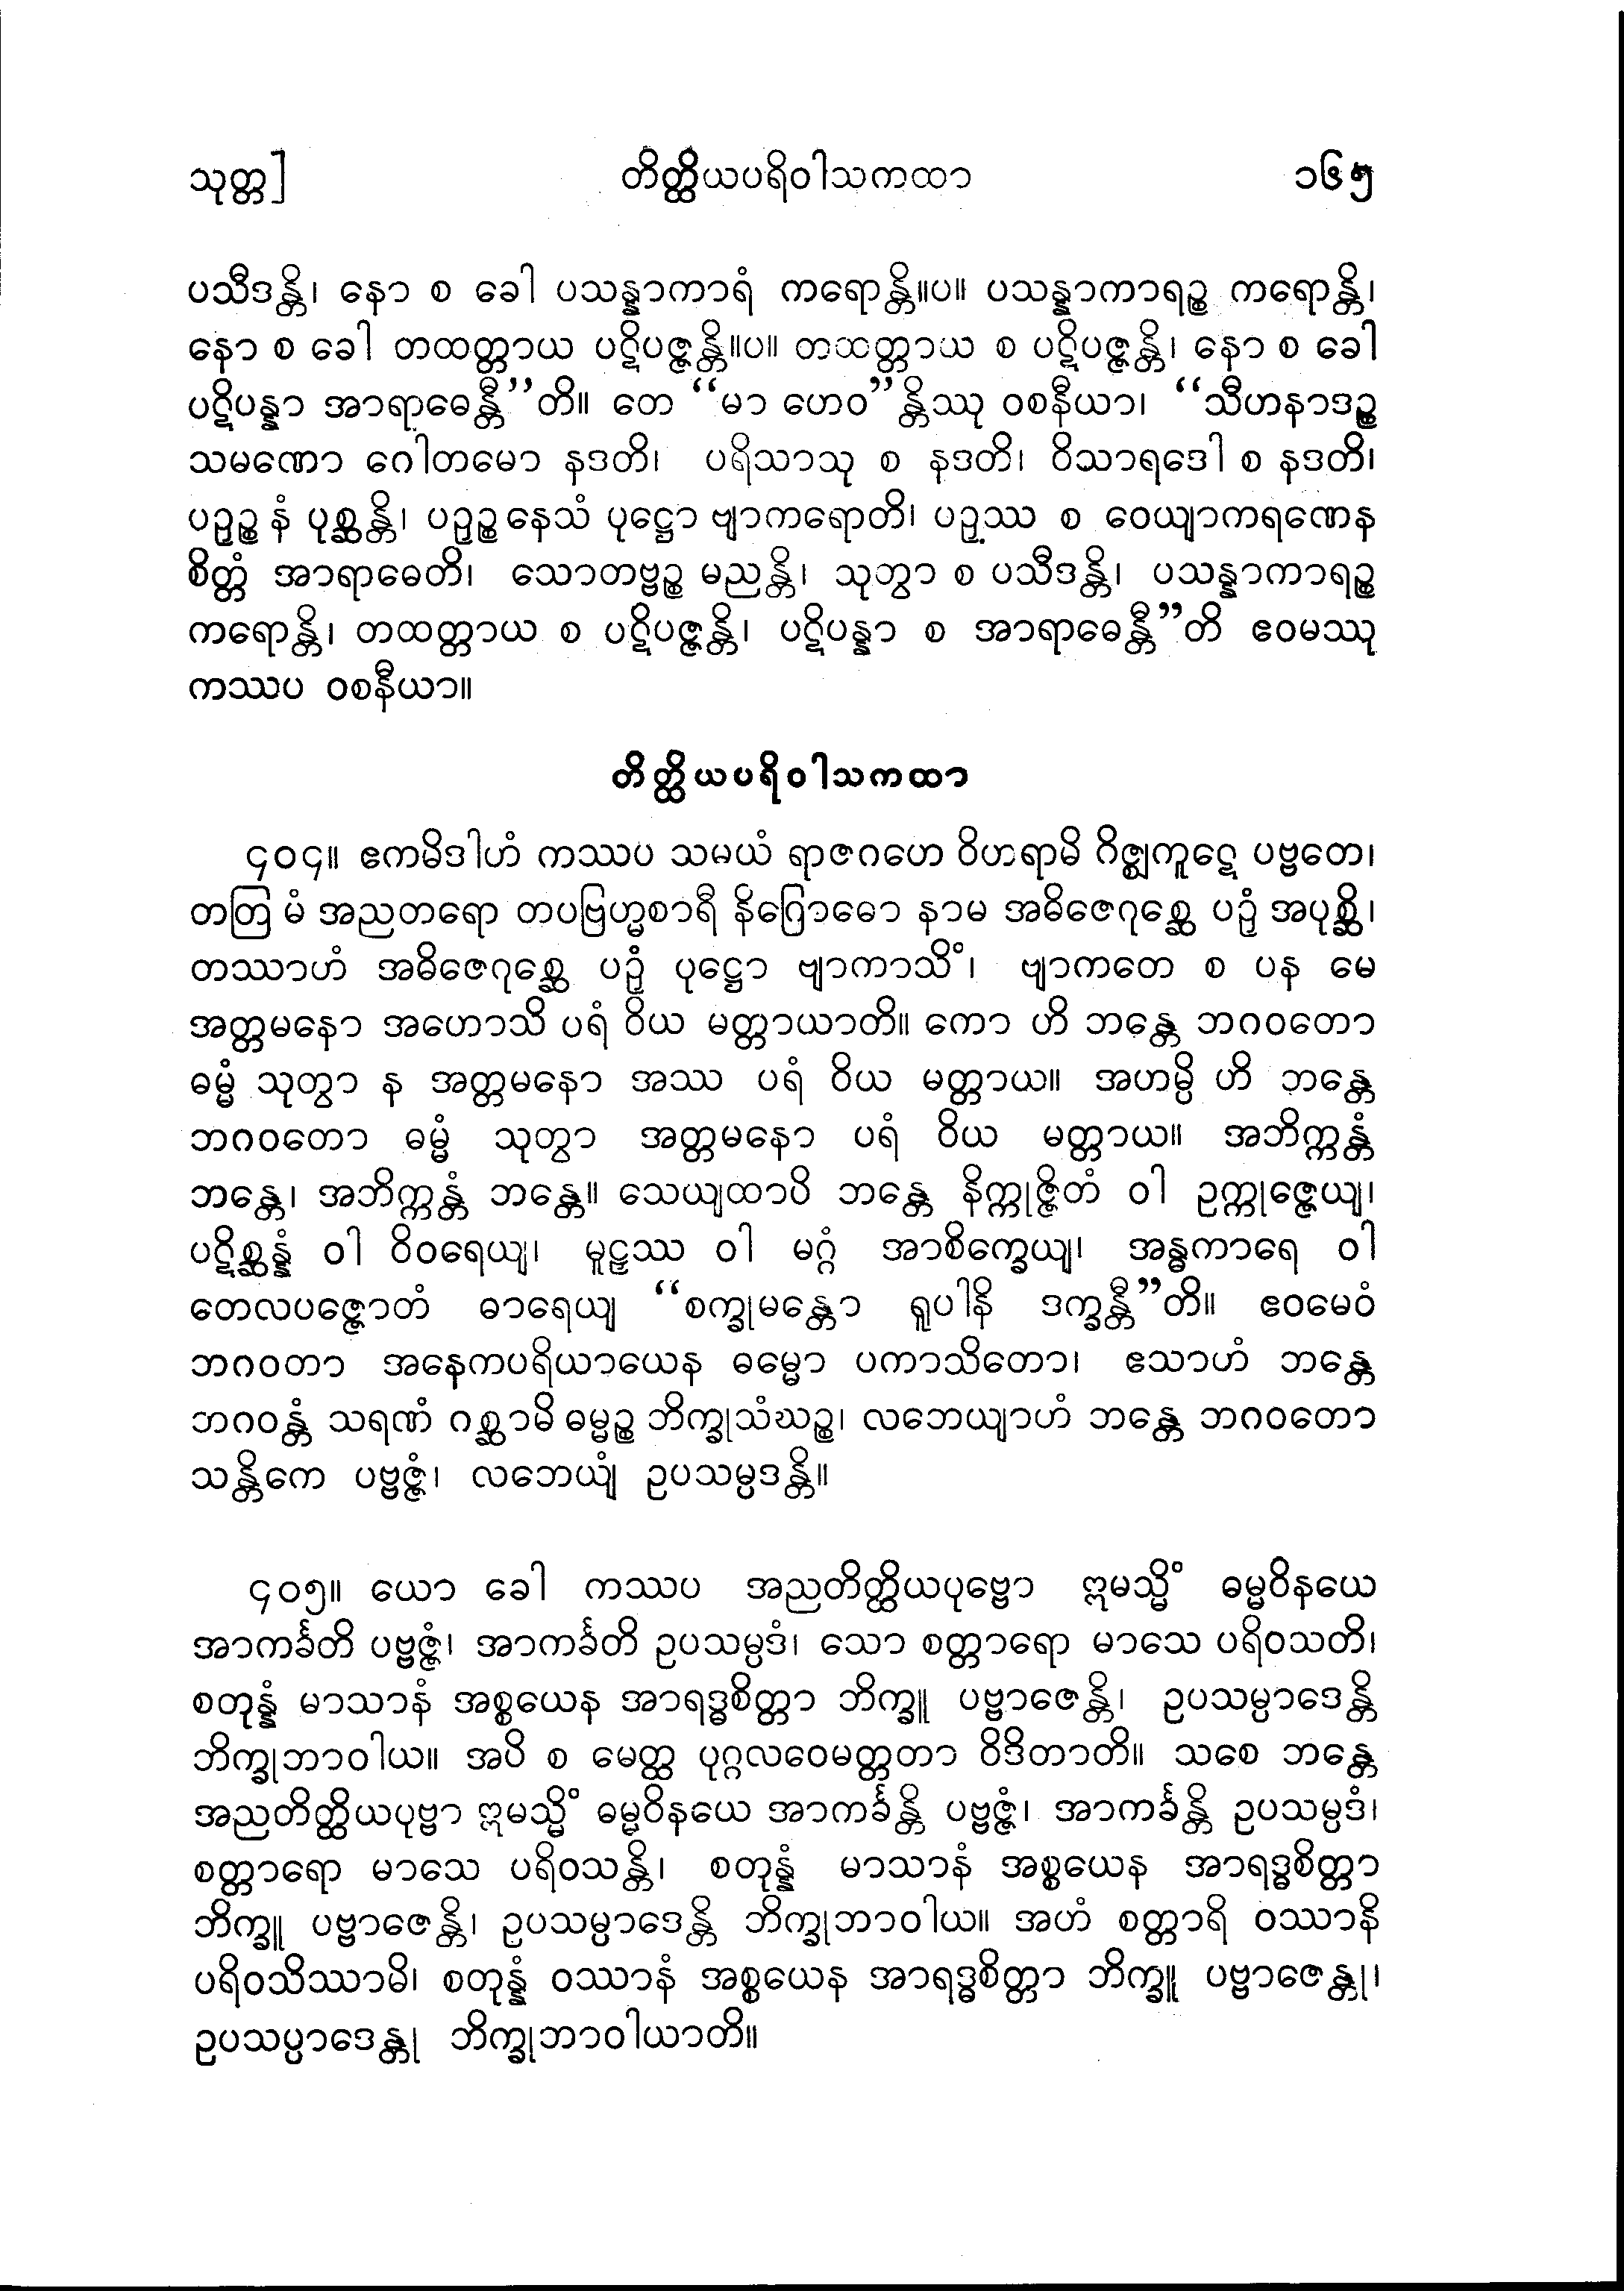 သုတ္တ] တိတ္ထိယပရိဝါသကထာ ၁၆၅
ပသီဒန္တိ၊ နော စ ခေါ ပသန္နာကာရံ ကရောန္တိ။ပ။ ပသန္နာကာရဉ္စ ကရောန္တိ၊
နော စ ခေါ တထတ္တာယ ပဋိပဇ္ဇန္တိ။ပ။ တထတ္တာယ စ ပဋိပဇ္ဇန္တိ၊ နော စ ခေါ
ပဋိပန္နာ အာရာဓေန္တီ”တိ။ တေ “မာ ဟေဝ”န္တိဿု ဝစနီယာ၊ “သီဟနာဒဉ္စ
သမဏော ဂေါတမော နဒတိ၊ ပရိသာသု စ နဒတိ၊ ဝိသာရဒေါ စ နဒတိ၊
ပဉှဉ္စ နံ ပုစ္ဆန္တိ၊ ပဉှဉ္စ နေသံ ပုဋ္ဌော ဗျာကရောတိ၊ ပဉှဿ စ ဝေယျာကရဏေန
စိတ္တံ အာရာဓေတိ၊ သောတဗ္ဗဉ္စ မညန္တိ၊ သုတွာ စ ပသီဒန္တိ၊ ပသန္နာကာရဉ္စ
ကရောန္တိ၊ တထတ္တာယ စ ပဋိပဇ္ဇန္တိ၊ ပဋိပန္နာ စ အာရာဓေန္တီ”တိ ဧဝမဿု
ကဿပ ဝစနီယာ။
တိတ္ထိယပရိဝါသကထာ
၄၀၄။ ဧကမိဒါဟံ ကဿပ သမယံ ရာဇဂဟေ ဝိဟရာမိ ဂိဇ္ဈကူဋေ ပဗ္ဗတေ၊
တတြ မံ အညတရော တပဗြဟ္မစာရီ နိဂြောဓော နာမ အဓိဇေဂုစ္ဆေ ပဉှံ အပုစ္ဆိ၊
တဿာဟံ အဓိဇေဂုစ္ဆေ ပဉှံ ပုဋ္ဌော ဗျာကာသိံ၊ ဗျာကတေ စ ပန မေ
အတ္တမနော အဟောသိ ပရံ ဝိယ မတ္တာယာတိ။ ကော ဟိ ဘန္တေ ဘဂဝတော
ဓမ္မံ သုတွာ န အတ္တမနော အဿ ပရံ ဝိယ မတ္တာယ။ အဟမ္ပိ ဟိ ဘန္တေ
ဘဂဝတော ဓမ္မံ သုတွာ အတ္တမနော ပရံ ဝိယ မတ္တာယ။ အဘိက္ကန္တံ
ဘန္တေ၊ အဘိက္ကန္တံ ဘန္တေ။ သေယျထာပိ ဘန္တေ နိက္ကုဇ္ဇိတံ ဝါ ဥက္ကုဇ္ဇေယျ၊
ပဋိစ္ဆန္နံ ဝါ ဝိဝရေယျ၊ မူဠှဿ ဝါ မဂ္ဂံ အာစိက္ခေယျ၊ အန္ဓကာရေ ဝါ
တေလပဇ္ဇောတံ ဓာရေယျ “စက္ခုမန္တော ရူပါနိ ဒက္ခန္တီ”တိ။ ဧဝမေဝံ
ဘဂဝတာ အနေကပရိယာယေန ဓမ္မော ပကာသိတော၊ ဧသာဟံ ဘန္တေ
ဘဂဝန္တံ သရဏံ ဂစ္ဆာမိ ဓမ္မဉ္စ ဘိက္ခုသံဃဉ္စ၊ လဘေယျာဟံ ဘန္တေ ဘဂဝတော
သန္တိကေ ပဗ္ဗဇ္ဇံ၊ လဘေယျံ ဥပသမ္ပဒန္တိ။
၄၀၅။ ယော ခေါ ကဿပ အညတိတ္ထိယပုဗ္ဗော ဣမသ္မိံ ဓမ္မဝိနယေ
အာကင်္ခတိ ပဗ္ဗဇ္ဇံ၊ အာကင်္ခတိ ဥပသမ္ပဒံ၊ သော စတ္တာရော မာသေ ပရိဝသတိ၊
စတုန္နံ မာသာနံ အစ္စယေန အာရဒ္ဓစိတ္တာ ဘိက္ခူ ပဗ္ဗာဇေန္တိ၊ ဥပသမ္ပာဒေန္တိ
ဘိက္ခုဘာဝါယ။ အပိ စ မေတ္ထ ပုဂ္ဂလဝေမတ္တတာ ဝိဒိတာတိ။ သစေ ဘန္တေ
အညတိတ္ထိယပုဗ္ဗာ ဣမသ္မိံ ဓမ္မဝိနယေ အာကင်္ခန္တိ ပဗ္ဗဇ္ဇံ၊ အာကင်္ခန္တိ ဥပသမ္ပဒံ၊
စတ္တာရော မာသေ ပရိဝသန္တိ၊ စတုန္နံ မာသာနံ အစ္စယေန အာရဒ္ဓစိတ္တာ
ဘိက္ခူ ပဗ္ဗာဇေန္တိ၊ ဥပသမ္ပာဒေန္တိ ဘိက္ခုဘာဝါယ။ အဟံ စတ္တာရိ ဝဿာနိ
ပရိဝသိဿာမိ၊ စတုန္နံ ဝဿာနံ အစ္စယေန အာရဒ္ဓစိတ္တာ ဘိက္ခူ ပဗ္ဗာဇေန္တု၊
ဥပသမ္ပာဒေန္တု ဘိက္ခုဘာဝါယာတိ။